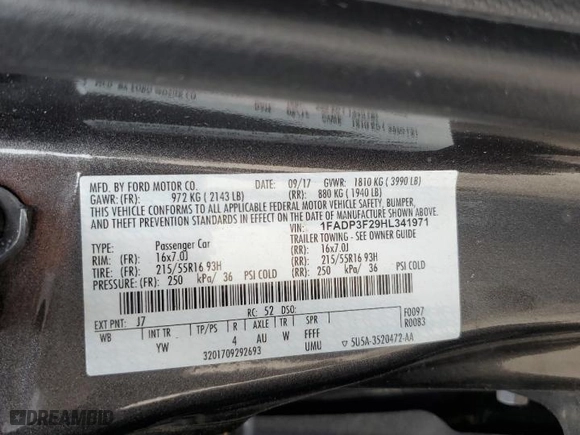 MFD. BY FORD MOTOR CO. DATE: 09/17 GVWR: 1810 KG ( 3990 LB)
GAWR: (FR): 972 KG ( 2143 LB) (RR): 880 KG ( 1940 LB)
THIS VEHICLE CONFORMS TO ALL APPLICABLE FEDERAL MOTOR VEHICLE SAFETY, BUMPER,
AND THEFT PREVENTION STANDARDS IN EFFECT ON THE DATE OF MANUFACTURE SHOWN ABOVE.
1FADP3F29HL341971
TYPE: Passenger Car TRAILER TOWING - SEE OWNER GUIDE
RIM: (FR): 16x7.0J (RR): 16x7.0J
TIRE: (FR): 215/55R16 93H (RR): 215/55R16 93H
PRESSURE: (FR): 250 kPa/ 36 PSI COLD (RR): 250 kPa/ 36 PSI COLD
EXT PNT: J7 RC: 52 DSO: F0097
WB INT TR TP/PS R AXLE TR SPR R0083
YW 4 AU W FFFF
3201709292693 UMU SU5A-3520472-AA
DREAMBID